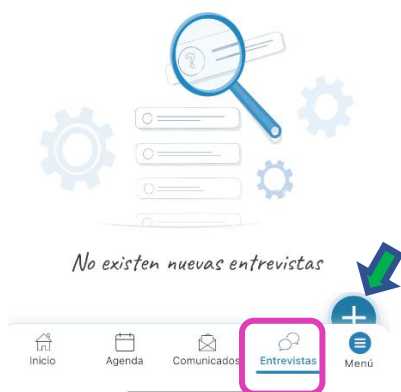 No existen nuevas entrevistas
Inicio
Agenda
Comunicados
Entrevistas
Menú